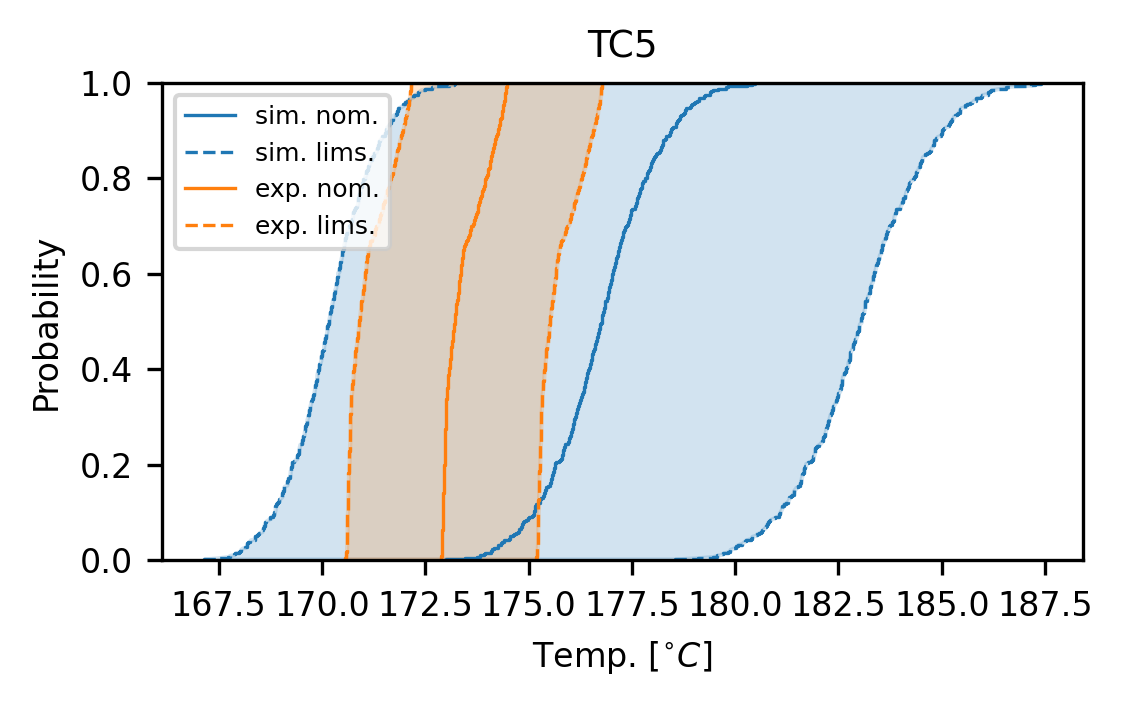 TC5
1.0
0.8
0.6
0.4
0.2
0.0
Probability
sim. nom.
sim. lims.
exp. nom.
exp. lims.
167.5 170.0 172.5 175.0 177.5 180.0 182.5 185.0 187.5
Temp. [°C]